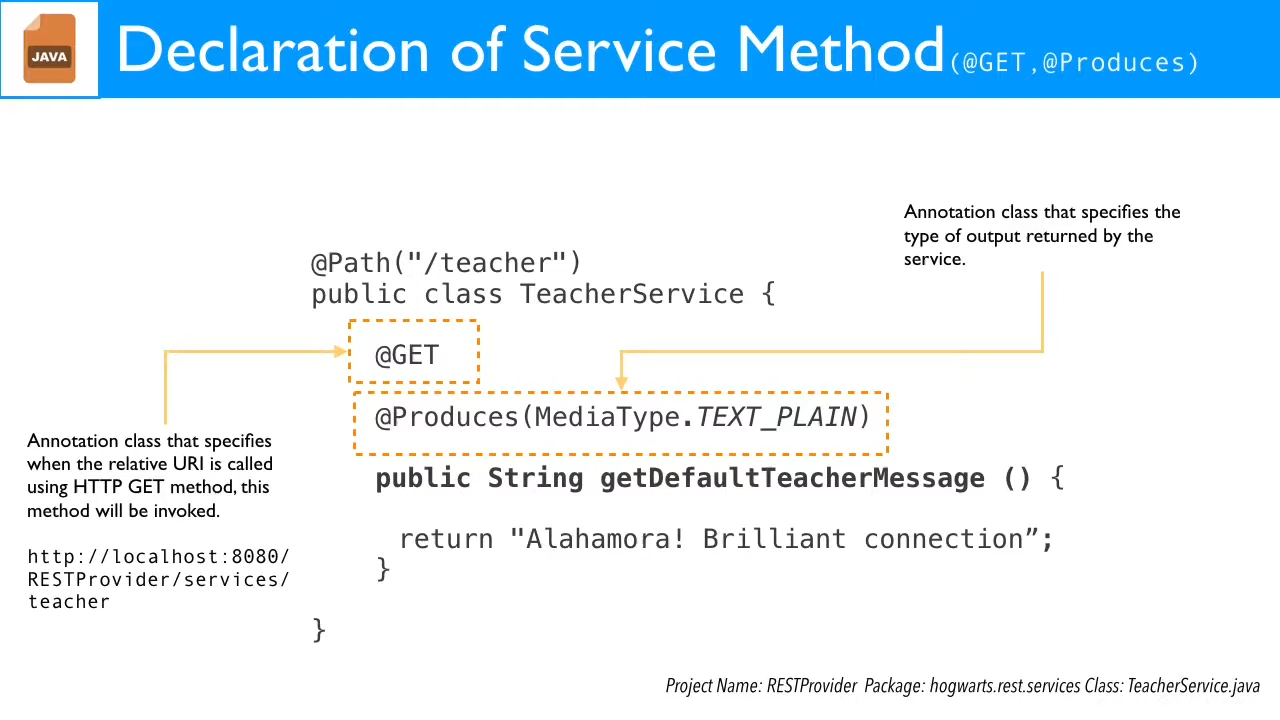 JAVA
Declaration of Service Method(@GET,@Produces)
Annotation class that specifies the
type of output returned by the
service.
@Path("/teacher")
public class TeacherService {
@GET
@Produces(MediaType.TEXT_PLAIN)
Annotation class that specifies
when the relative URI is called
using HTTP GET method, this
method will be invoked.
http://localhost:8080/
RESTProvider/services/
teacher
public String getDefaultTeacherMessage () {
return "Alahamora! Brilliant connection”;
}
}
Project Name: RESTProvider Package: hogwarts.rest.services Class: TeacherService.java